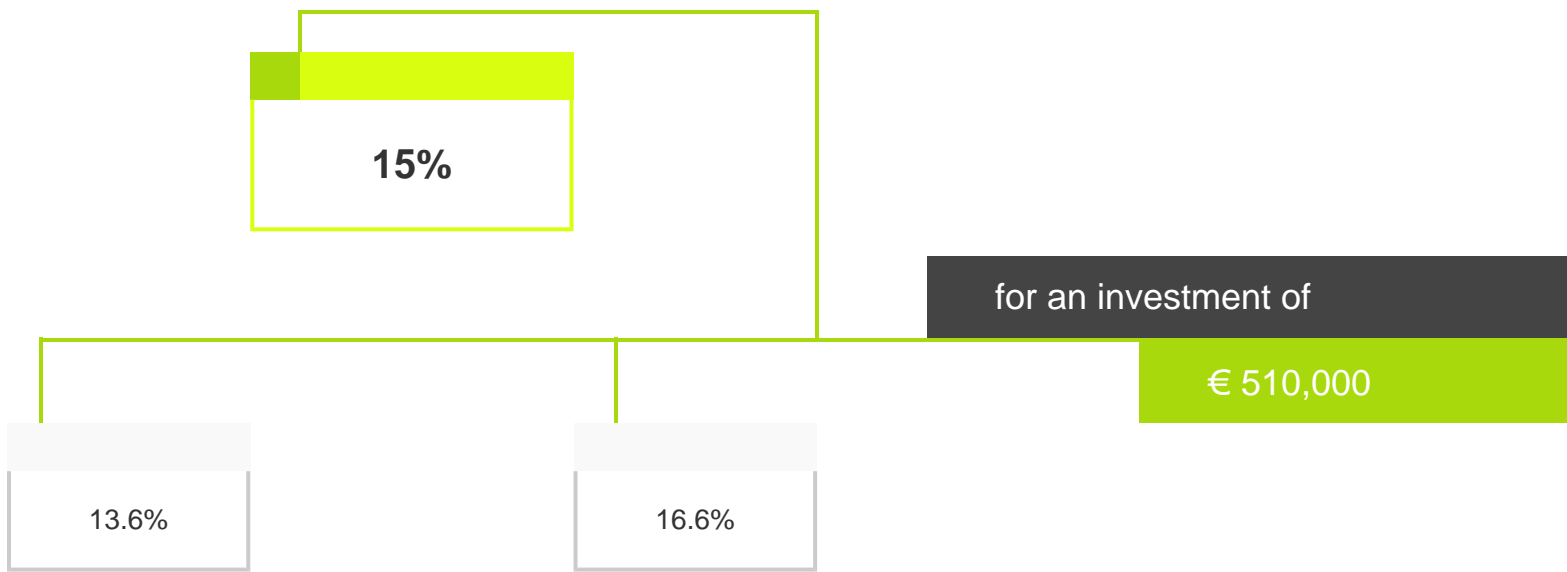 15%
for an investment of
€ 510,000
13.6%
16.6%